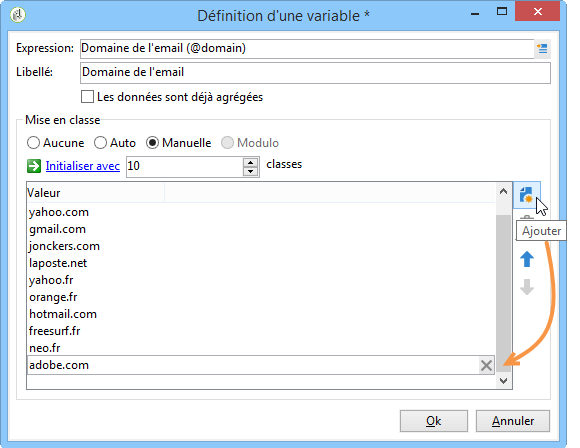 Définition d'une variable *
Expression: Domaine de l'email (@domain)
Libellé: Domaine de l'email
Les données sont déjà agrégées
Mise en classe
Aucune Auto Manuelle Modulo
Initialiser avec 10 classes
Valeur
yahoo.com
gmail.com
jonckers.com
laposte.net
yahoo.fr
orange.fr
hotmail.com
freesurf.fr
neo.fr
adobe.com
Ajouter
Ok Annuler